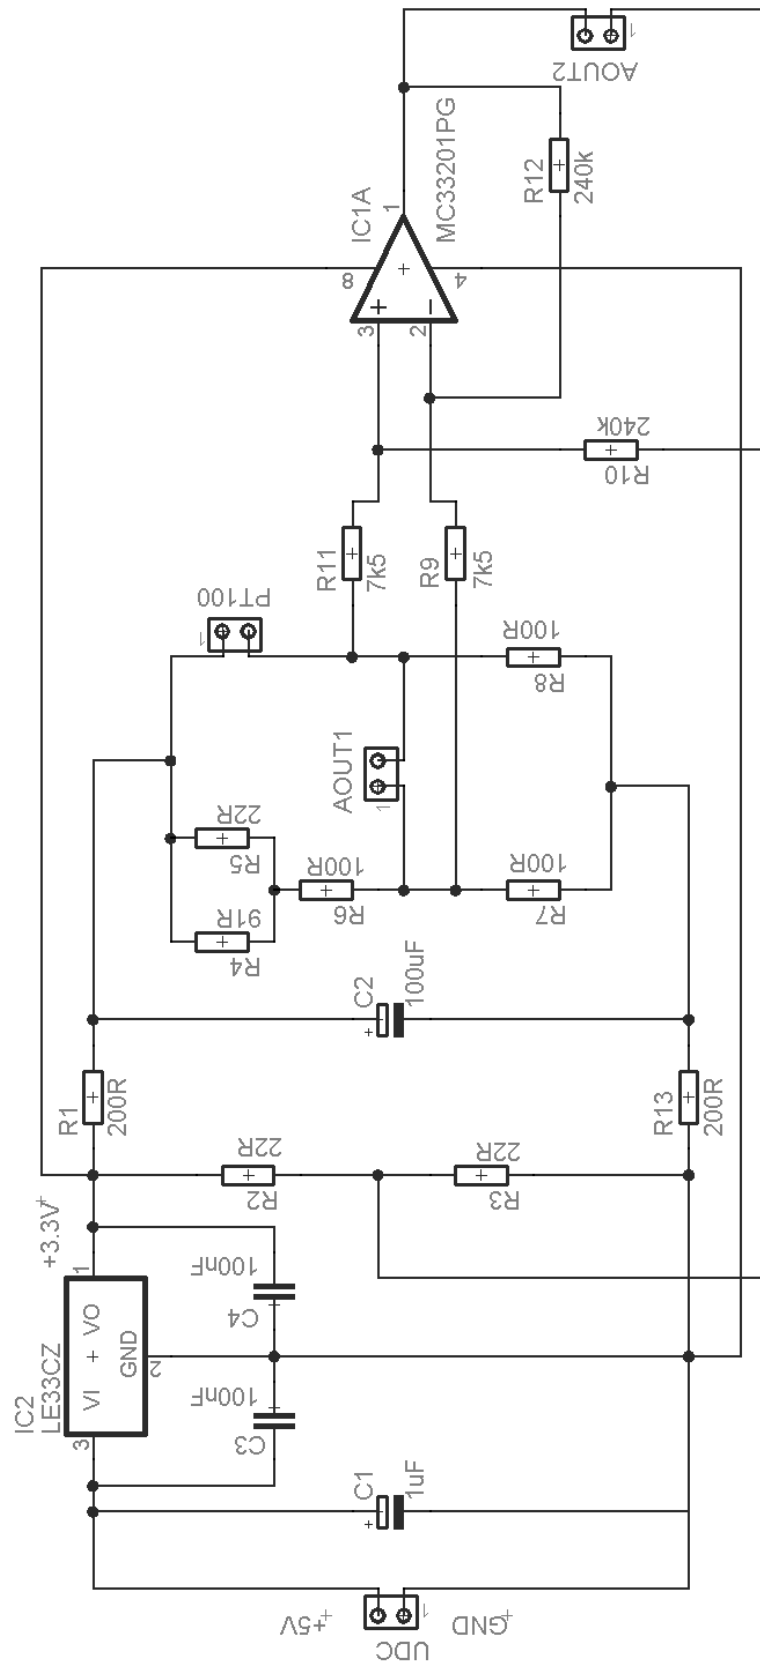 AOUT2
1
IC1A
MC33201PG
1
8
4
3
2
R12
240k
R10
240k
R11
7k5
R9
7k5
PT100
1
AOUT1
1
R8
100R
R5
22R
R4
91R
R6
100R
R7
100R
C2
100uF
R1
200R
R13
200R
R2
22R
R3
22R
+3.3V
IC2
LE33CZ
VI
VO
GND
1
2
3
C4
100nF
C3
100nF
C1
1uF
+5V
GND
UDC
1